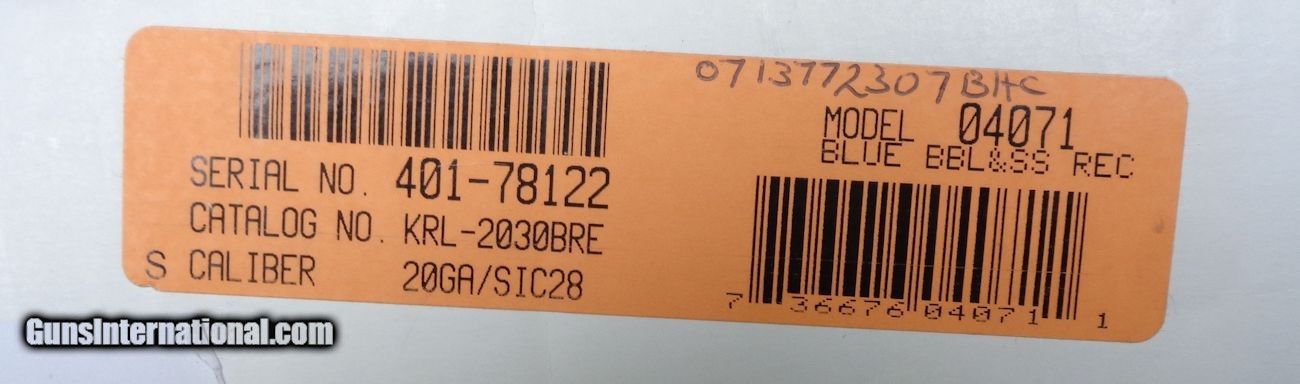 SERIAL NO. 401-78122
CATALOG NO. KRL-2030BRE
S CALIBER 20GA/SIC28
0713772307BHC
MODEL 04071
BLUE BBL&SS REC
7 36676 04071 1
GunsInternational.com